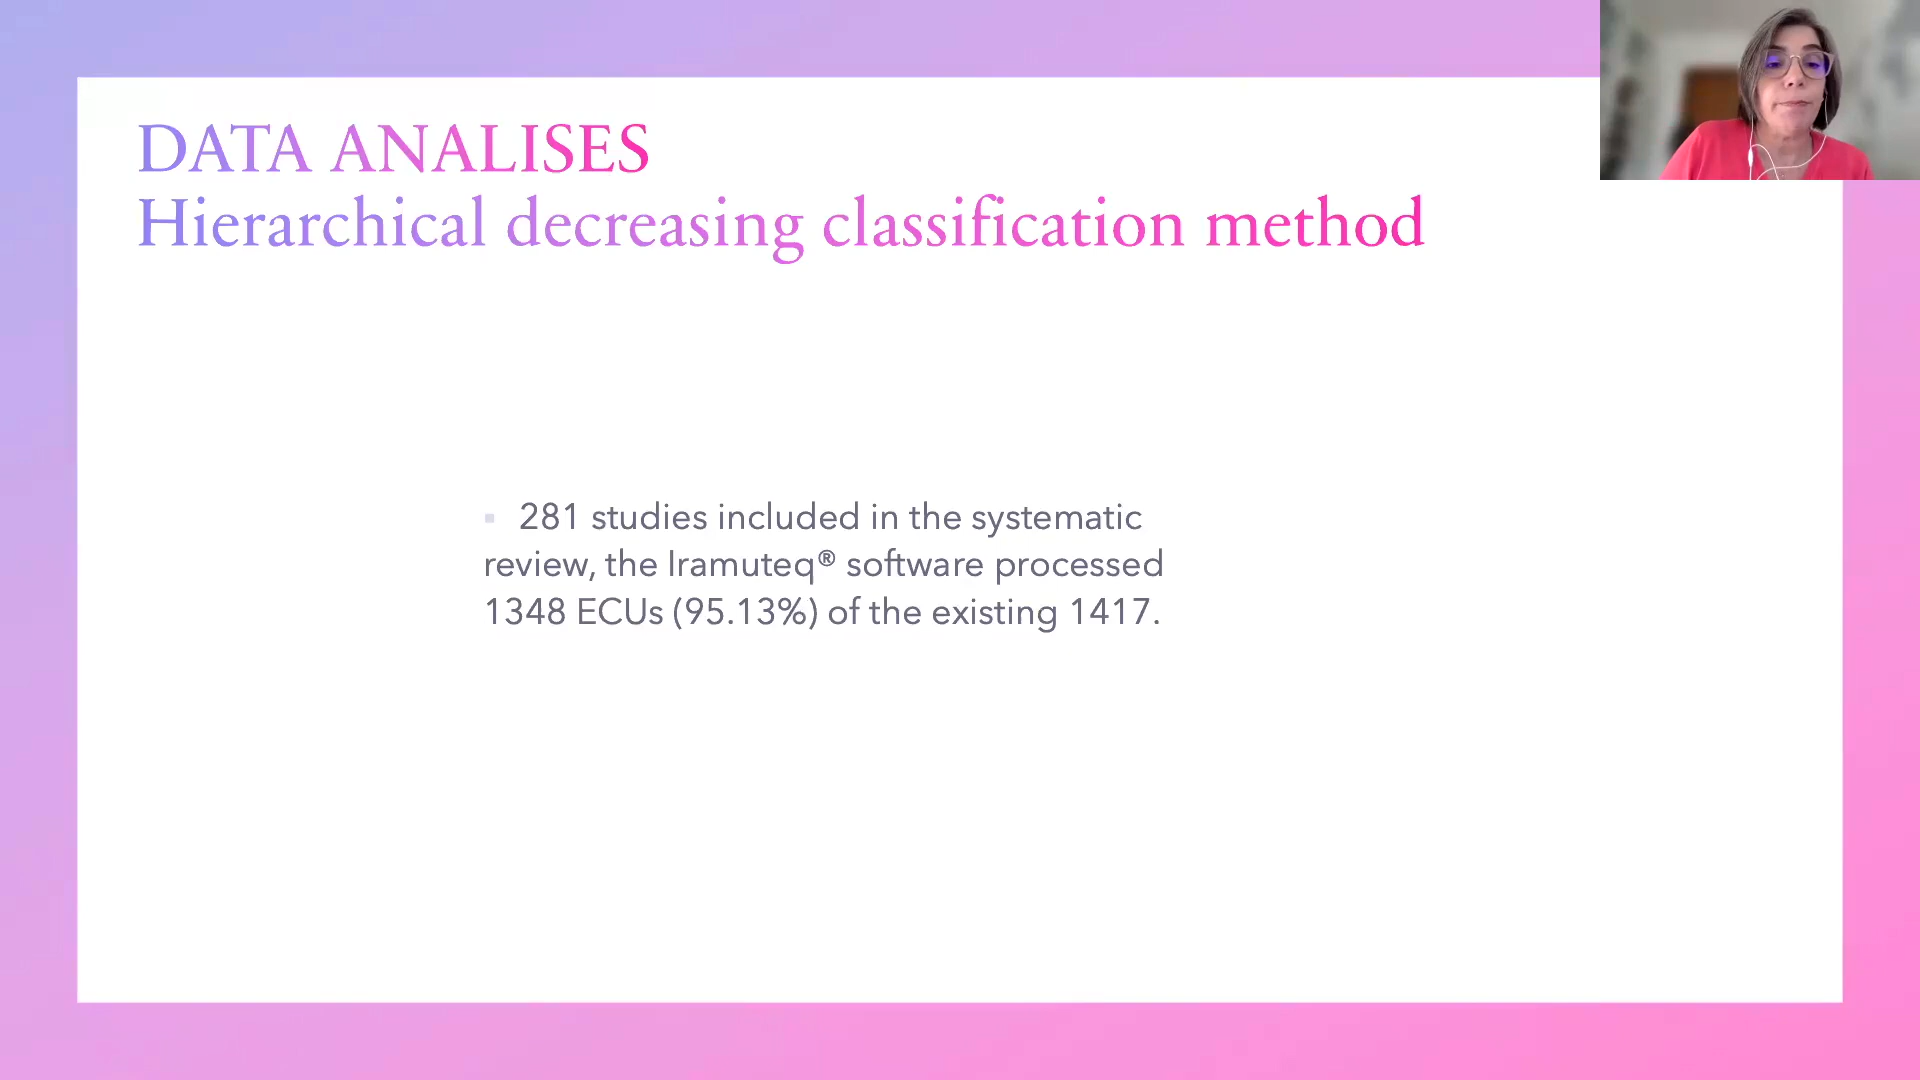 DATA ANALISES
Hierarchical decreasing classification method
▪ 281 studies included in the systematic
review, the Iramuteq® software processed
1348 ECUs (95.13%) of the existing 1417.